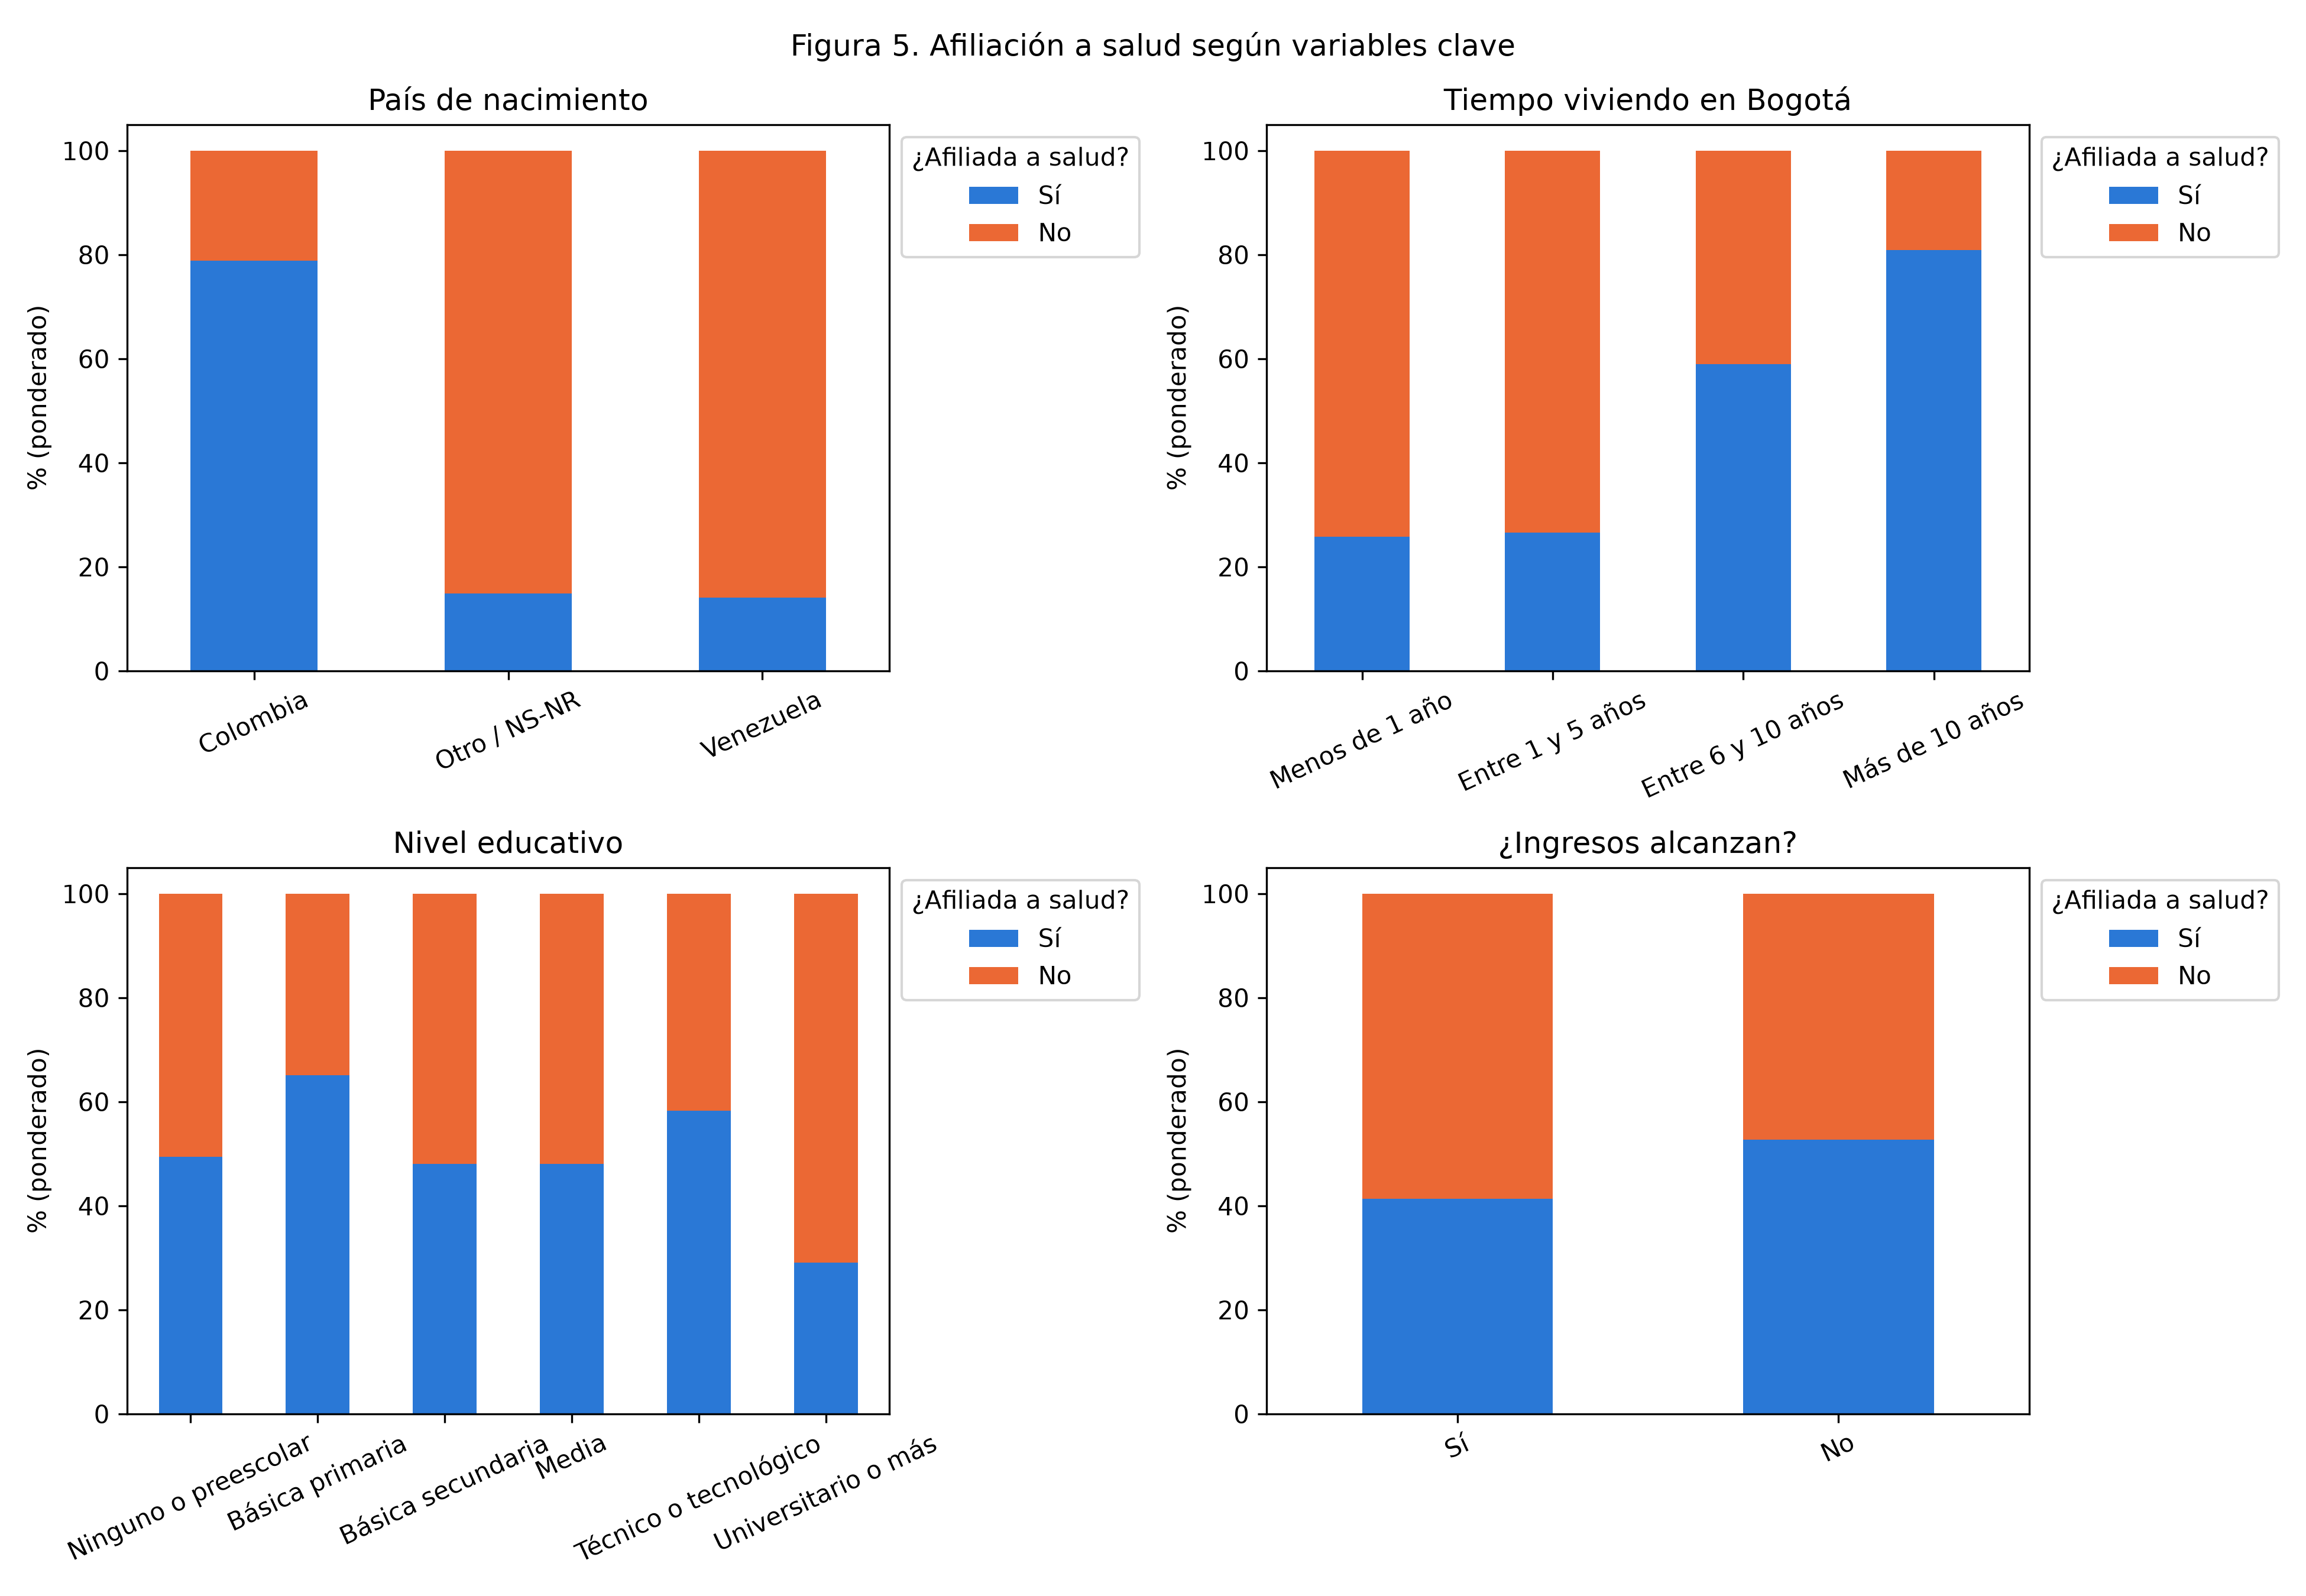 Figura 5. Afiliación a salud según variables clave
País de nacimiento
% (ponderado)
100
80
60
40
20
0
Colombia
Otro / NS-NR
Venezuela
¿Afiliada a salud?
Sí
No
Tiempo viviendo en Bogotá
% (ponderado)
100
80
60
40
20
0
Menos de 1 año
Entre 1 y 5 años
Entre 6 y 10 años
Más de 10 años
¿Afiliada a salud?
Sí
No
Nivel educativo
% (ponderado)
100
80
60
40
20
0
Ninguno o preescolar
Básica primaria
Básica secundaria
Media
Técnico o tecnológico
Universitario o más
¿Afiliada a salud?
Sí
No
¿Ingresos alcanzan?
% (ponderado)
100
80
60
40
20
0
Sí
No
¿Afiliada a salud?
Sí
No